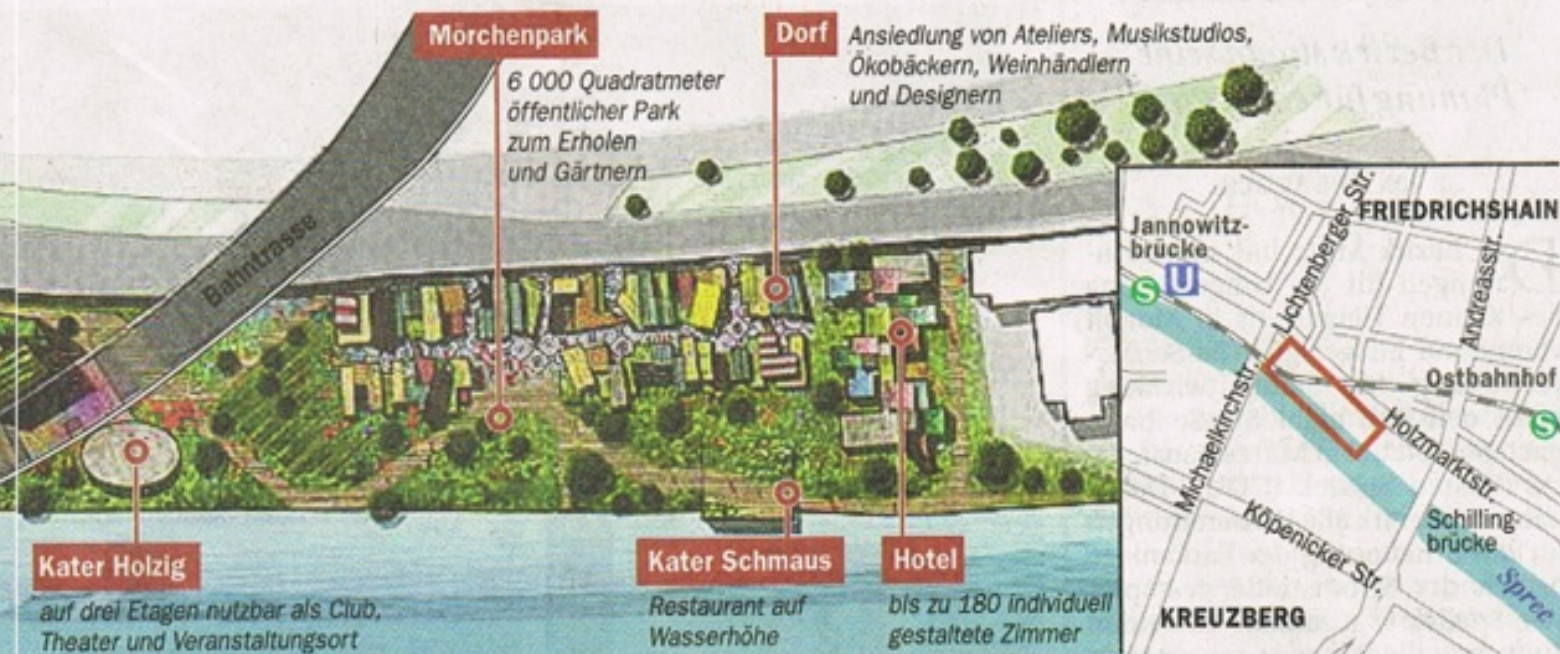 Mörchenpark
6 000 Quadratmeter
öffentlicher Park
zum Erholen
und Gärtnern
Dorf
Ansiedlung von Ateliers, Musikstudios,
Ökobäckern, Weinhändlern
und Designern
Bahntrasse
Kater Holzig
auf drei Etagen nutzbar als Club,
Theater und Veranstaltungsort
Kater Schmaus
Restaurant auf
Wasserhöhe
Hotel
bis zu 180 individuell
gestaltete Zimmer
Jannowitz-
brücke
S U
Lichtenberger Str.
FRIEDRICHSHAIN
Andreasstr.
Ostbahnhof
S
Michaelkirchstr.
Holzmarktstr.
Köpenicker Str.
Schilling-
brücke
Spree
KREUZBERG